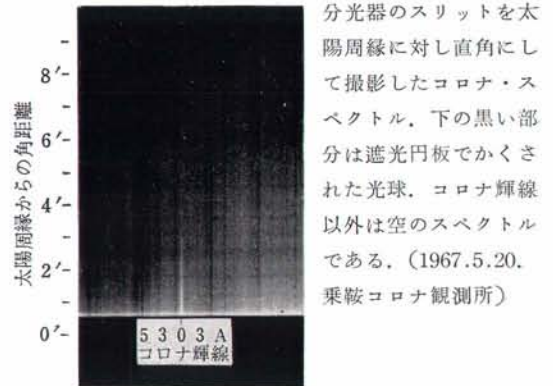 8′
6′
4′
2′
0′
太陽周縁からの角距離
5303A
コロナ輝線
分光器のスリットを太
陽周縁に対し直角にし
て撮影したコロナ・ス
ペクトル．下の黒い部
分は遮光円板でかくさ
れた光球．コロナ輝線
以外は空のスペクトル
である．(1967.5.20.
乗鞍コロナ観測所)